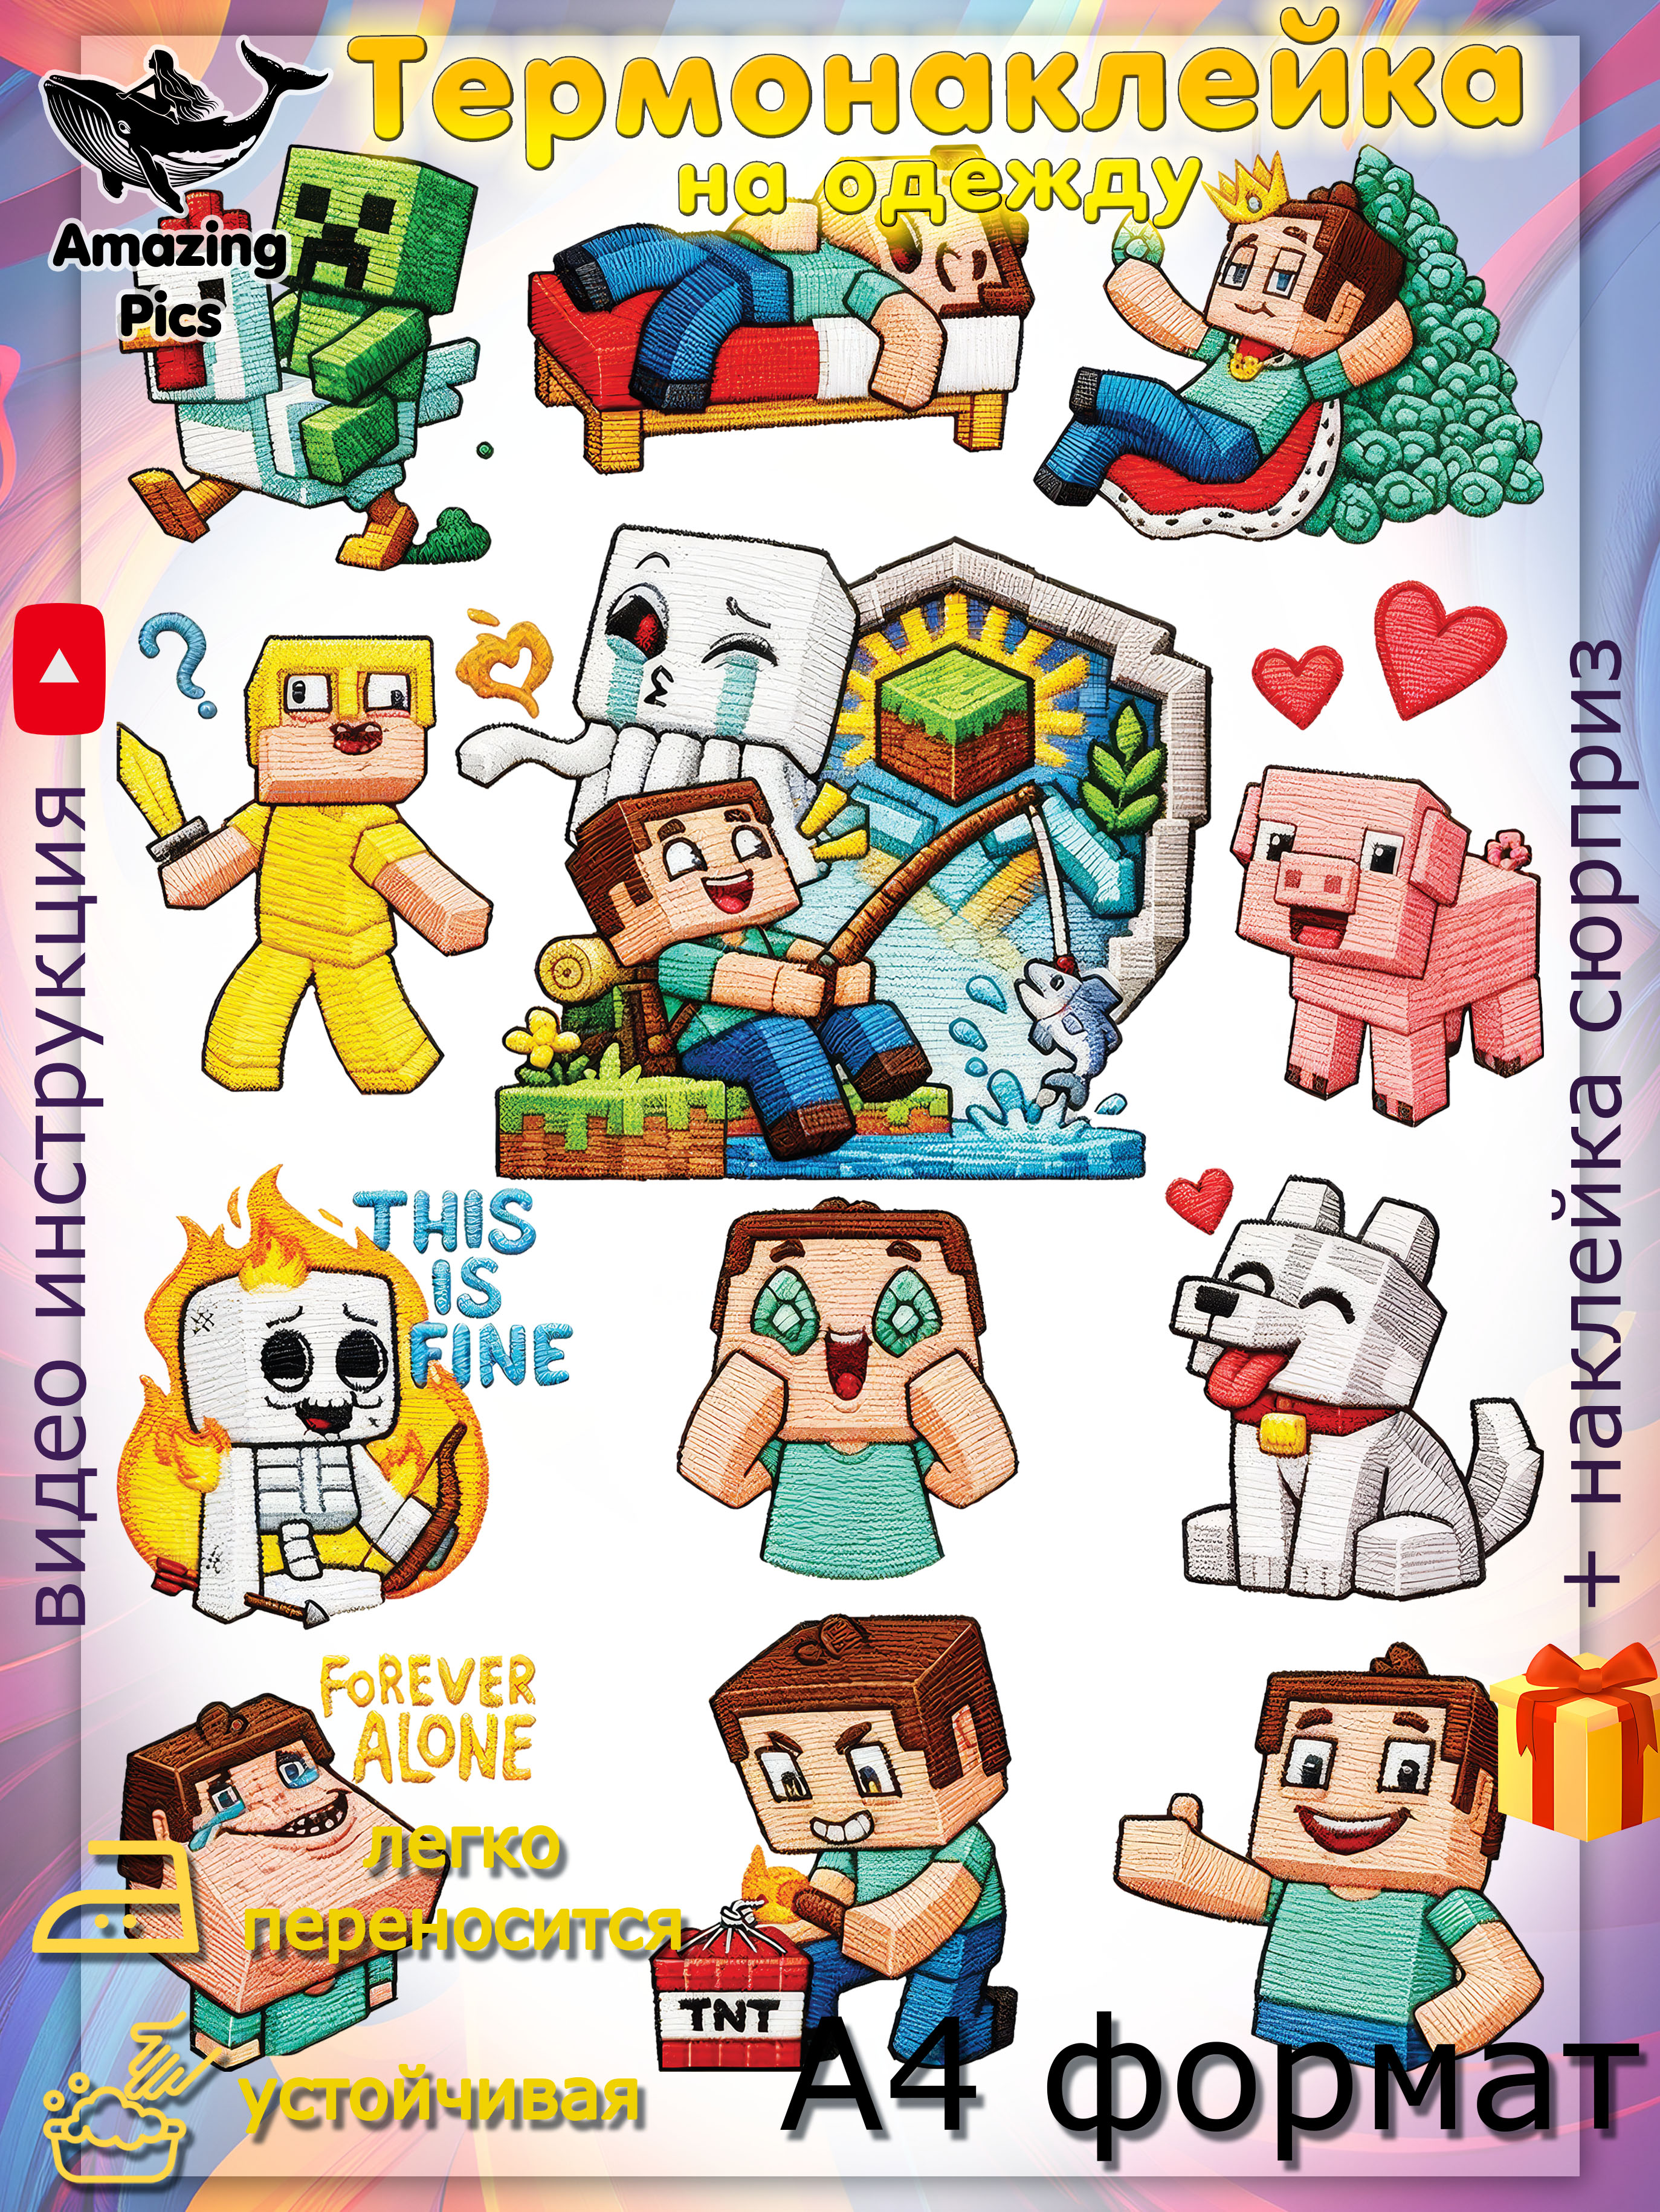 Термонаклейка
на одежду
Amazing
Pics
видео инструкция
+ наклейка сюрприз
THIS
IS
FINE
FOREVER
ALONE
легко
переносится
TNT
А4 формат
устойчивая